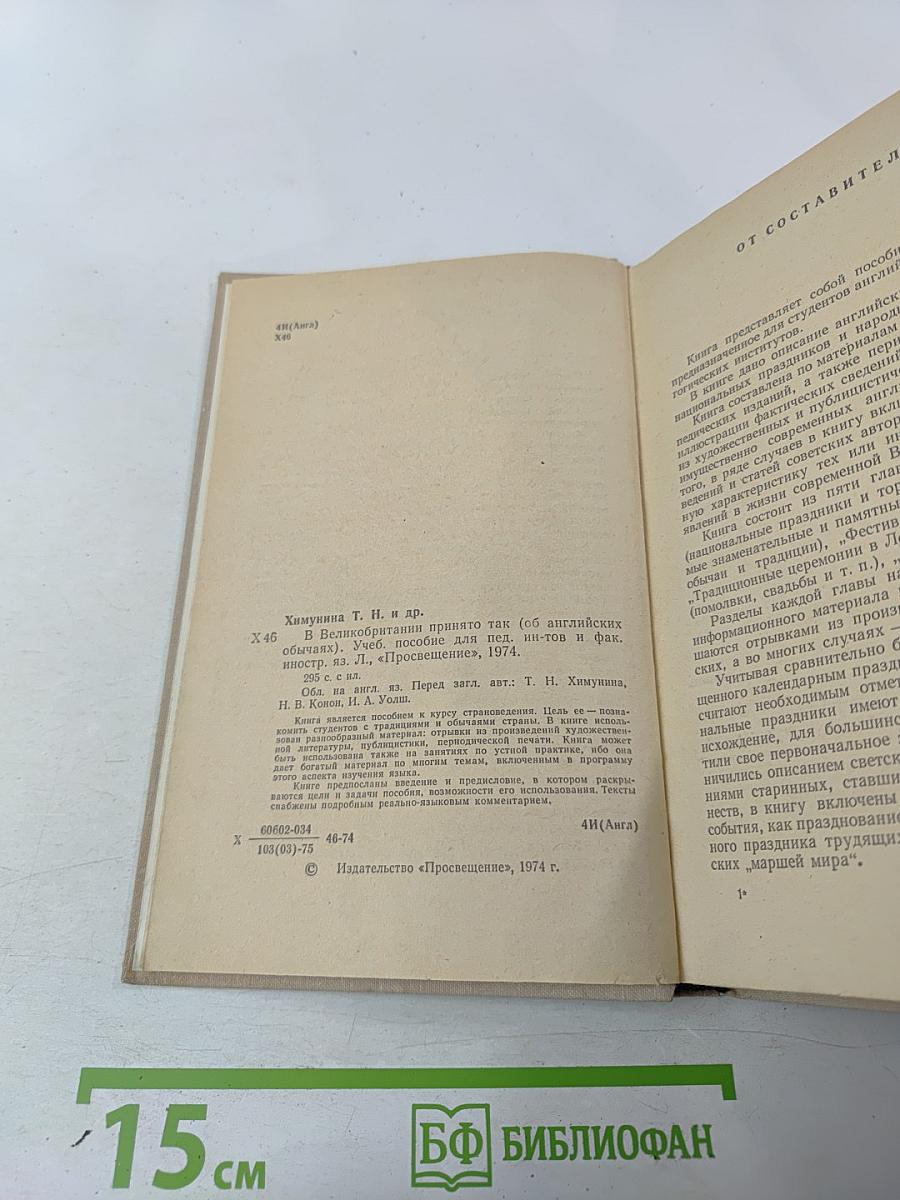 4И(Англ)
Х46
Химунина Т. Н. и др.
Х46 В Великобритании принято так (об английских
обычаях). Учеб. пособие для пед. ин-тов и фак.
иностр. яз. Л., «Просвещение», 1974.
295 с. с ил.
Обл. на англ. яз. Перед загл. авт.: Т. Н. Химунина,
Н. В. Конон, И. А. Уолш.
Книга является пособием к курсу страноведения. Цель ее — позна-
комить студентов с традициями и обычаями страны. В книге исполь-
зован разнообразный материал: отрывки из произведений художествен-
ной литературы, публицистики, периодической печати. Книга может
быть использована также на занятиях по устной практике, ибо она
дает богатый материал по многим темам, включенным в программу
этого аспекта изучения языка.
Книге предпосланы введение и предисловие, в котором раскры-
ваются цели и задачи пособия, возможности его использования. Тексты
снабжены подробным реально-языковым комментарием.
Х 60602-034 46-74
103(03)-75
4И(Англ)
© Издательство «Просвещение», 1974 г.
ОТ СОСТАВИТЕЛ
Книга представляет собой пособи
предназначенное для студентов англий
гогических институтов.
В книге дано описание английск
национальных праздников и народ
Книга составлена по материалам
педических изданий, а также пери
иллюстрации фактических сведений
из художественных и публицистиче
имущественно современных англ
того, в ряде случаев в книгу вкл
ведений и статей советских автор
ную характеристику тех или ин
явлений в жизни современной В
Книга состоит из пяти глав
(национальные праздники и тор
мые знаменательные и памятны
обычаи и традиции), „Фестив
„Традиционные церемонии в Ло
(помолвки, свадьбы и т. п.), „
Разделы каждой главы на
информационного материала
шаются отрывками из произ
ских, а во многих случаях —
Учитывая сравнительно б
щенного календарным празд
считают необходимым отмет
нальные праздники имеют
исхождение, для большинс
тили свое первоначальное з
ничились описанием светск
ниями старинных, ставши
неств, в книгу включены
события, как празднование
ного праздника трудящих
ских „маршей мира“.
1*
15 см
БФ БИБЛИОФАН